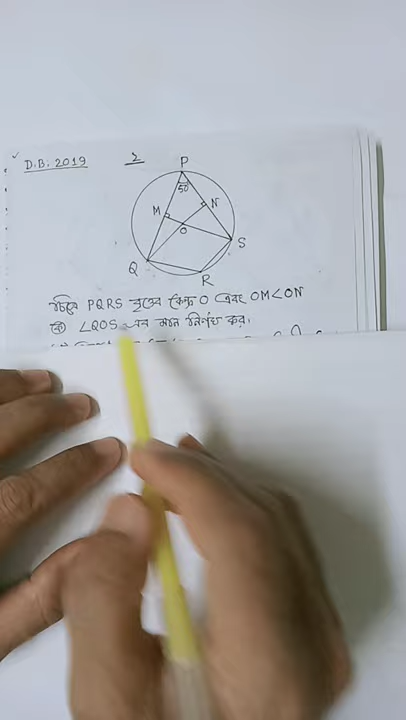 D.B. 2019 2
P
50
M N
O
S
Q
R
চিত্রে PQRS বৃত্তের কেন্দ্র O এবং OM<ON
(ক) ∠QOS এর মান নির্ণয় কর।